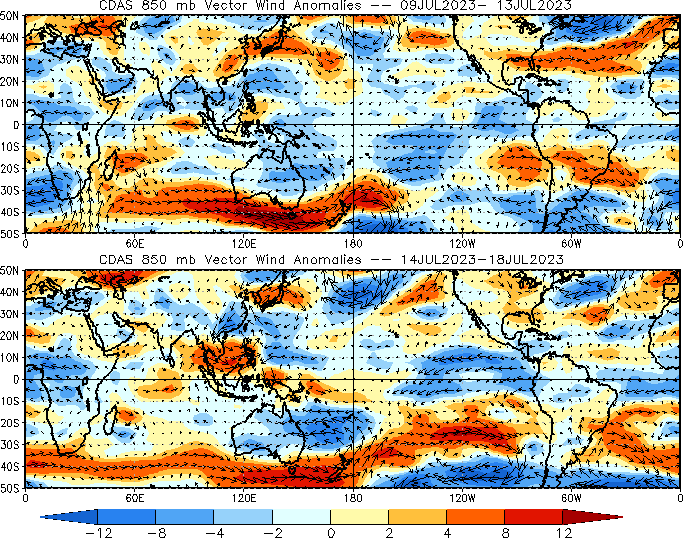 CDAS 850 mb Vector Wind Anomalies −− 09JUL2023− 13JUL2023
50N
40N
30N
20N
10N
0
10S
20S
30S
40S
50S
0 60E 120E 180 120W 60W 0
CDAS 850 mb Vector Wind Anomalies −− 14JUL2023−18JUL2023
50N
40N
30N
20N
10N
0
10S
20S
30S
40S
50S
0 60E 120E 180 120W 60W 0
−12 −8 −4 −2 0 2 4 8 12